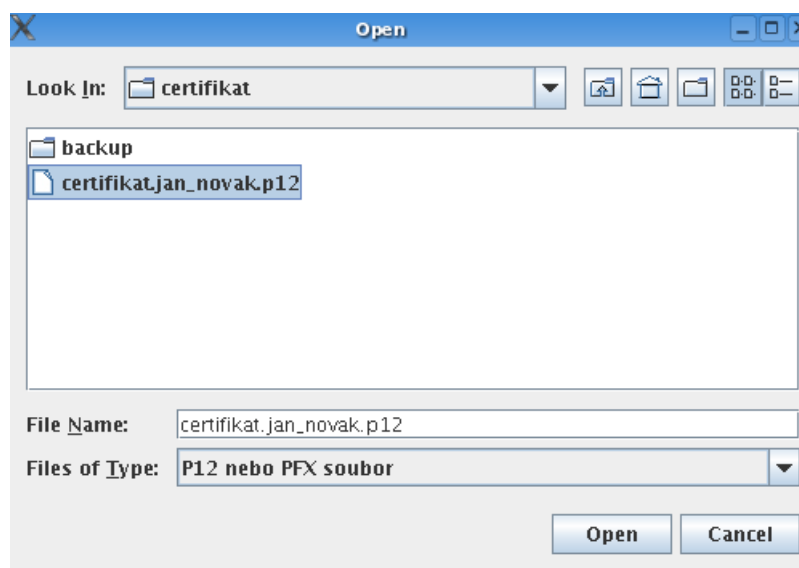 Open
Look In: certifikat
backup
certifikat.jan_novak.p12
File Name: certifikat.jan_novak.p12
Files of Type: P12 nebo PFX soubor
Open Cancel